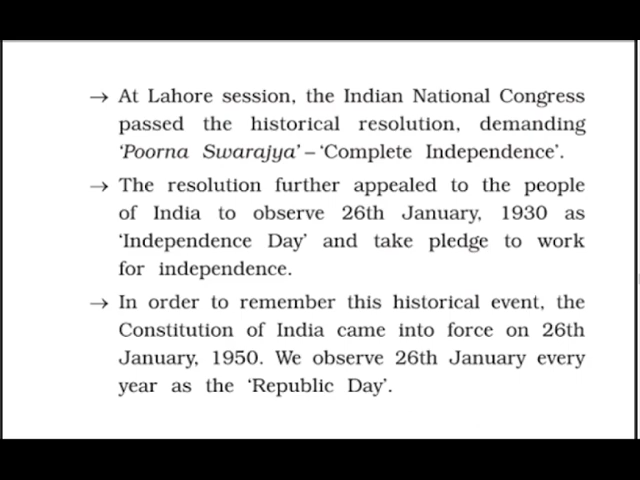 → At Lahore session, the Indian National Congress
passed the historical resolution, demanding
‘Poorna Swarajya’ – ‘Complete Independence’.
→ The resolution further appealed to the people
of India to observe 26th January, 1930 as
‘Independence Day’ and take pledge to work
for independence.
→ In order to remember this historical event, the
Constitution of India came into force on 26th
January, 1950. We observe 26th January every
year as the ‘Republic Day’.